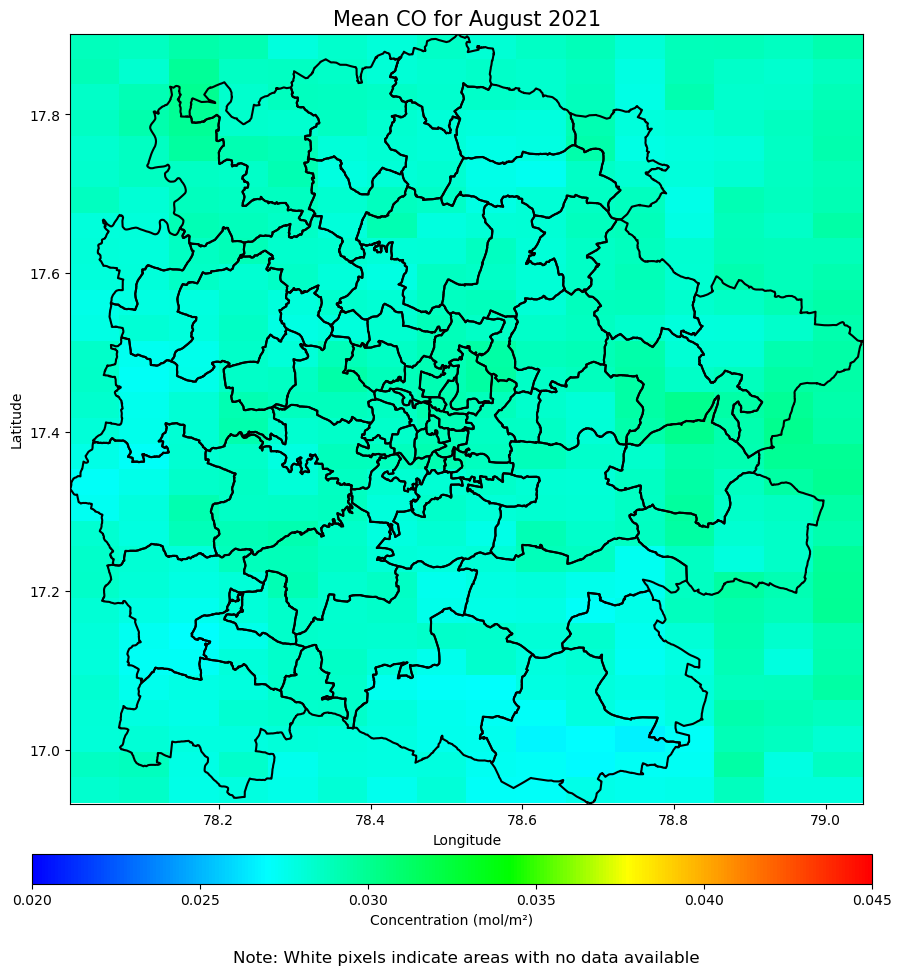 Mean CO for August 2021
17.8
17.6
17.4
17.2
17.0
Latitude
78.2 78.4 78.6 78.8 79.0
Longitude
0.020 0.025 0.030 0.035 0.040 0.045
Concentration (mol/m²)
Note: White pixels indicate areas with no data available